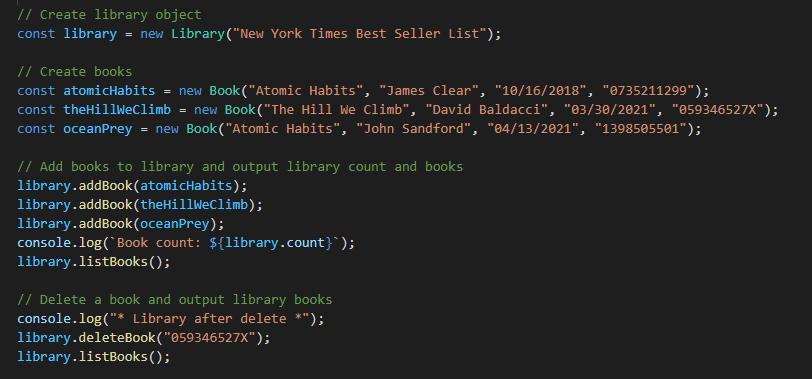 // Create library object
const library = new Library("New York Times Best Seller List");
// Create books
const atomicHabits = new Book("Atomic Habits", "James Clear", "10/16/2018", "0735211299");
const theHillWeClimb = new Book("The Hill We Climb", "David Baldacci", "03/30/2021", "059346527X");
const oceanPrey = new Book("Atomic Habits", "John Sandford", "04/13/2021", "1398505501");
// Add books to library and output library count and books
library.addBook(atomicHabits);
library.addBook(theHillWeClimb);
library.addBook(oceanPrey);
console.log(`Book count: ${library.count}`);
library.listBooks();
// Delete a book and output library books
console.log("* Library after delete *");
library.deleteBook("059346527X");
library.listBooks();